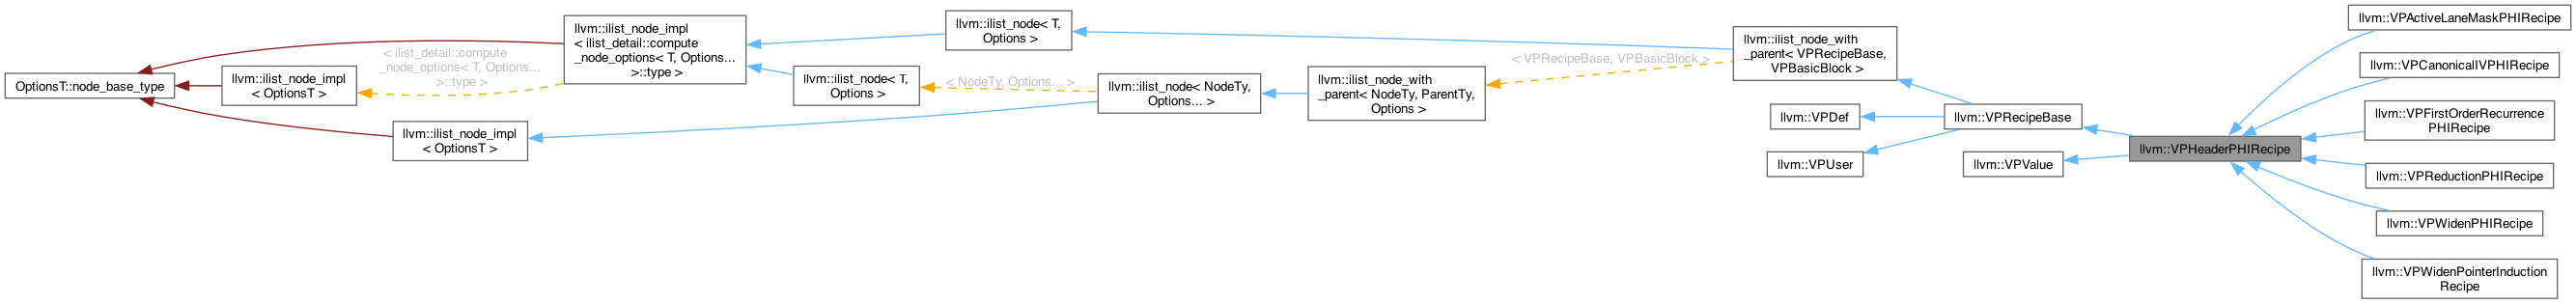 OptionsT::node_base_type
llvm::ilist_node_impl
< OptionsT >
< ilist_detail::compute
_node_options< T, Options...
>::type >
llvm::ilist_node_impl
< OptionsT >
llvm::ilist_node_impl
< ilist_detail::compute
_node_options< T, Options...
>::type >
llvm::ilist_node< T,
Options >
llvm::ilist_node< T,
Options >
< NodeTy, Options... >
llvm::ilist_node< NodeTy,
Options... >
llvm::ilist_node_with
_parent< NodeTy, ParentTy,
Options >
< VPRecipeBase, VPBasicBlock >
llvm::ilist_node_with
_parent< VPRecipeBase,
VPBasicBlock >
llvm::VPDef
llvm::VPUser
llvm::VPRecipeBase
llvm::VPValue
llvm::VPHeaderPHIRecipe
llvm::VPActiveLaneMaskPHIRecipe
llvm::VPCanonicalIVPHIRecipe
llvm::VPFirstOrderRecurrence
PHIRecipe
llvm::VPReductionPHIRecipe
llvm::VPWidenPHIRecipe
llvm::VPWidenPointerInduction
Recipe